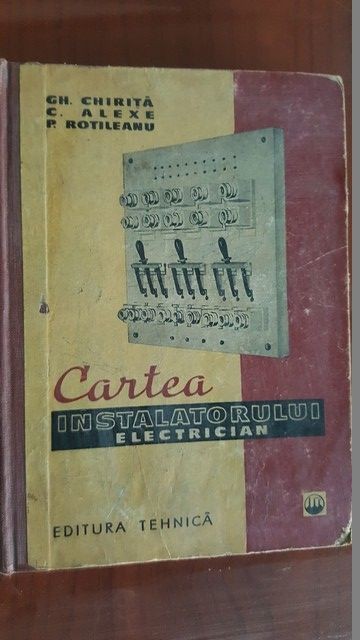 GH. CHIRIȚĂ
C. ALEXE
P. ROTILEANU
Cartea
INSTALATORULUI
ELECTRICIAN
EDITURA TEHNICĂ